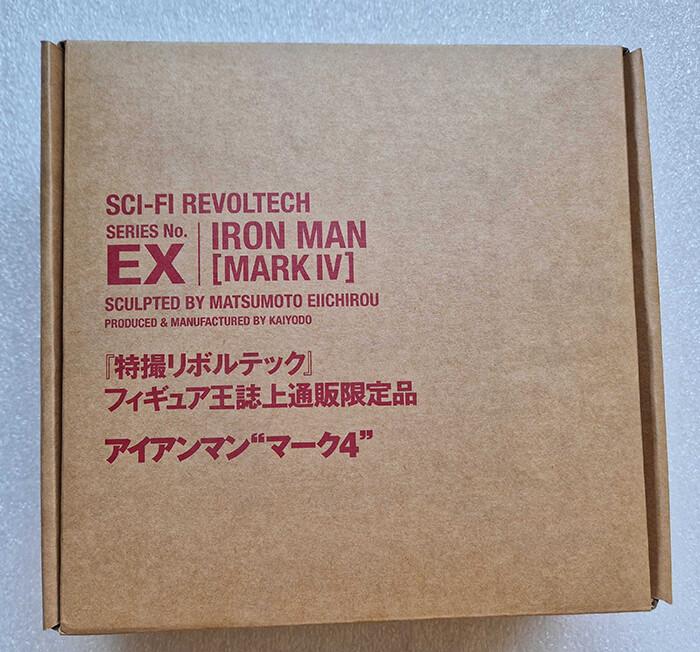 SCI-FI REVOLTECH
SERIES No.
EX
IRON MAN
[MARK IV]
SCULPTED BY MATSUMOTO EIICHIROU
PRODUCED & MANUFACTURED BY KAIYODO
『特撮リボルテック』
フィギュア王誌上通販限定品
アイアンマン“マーク4”